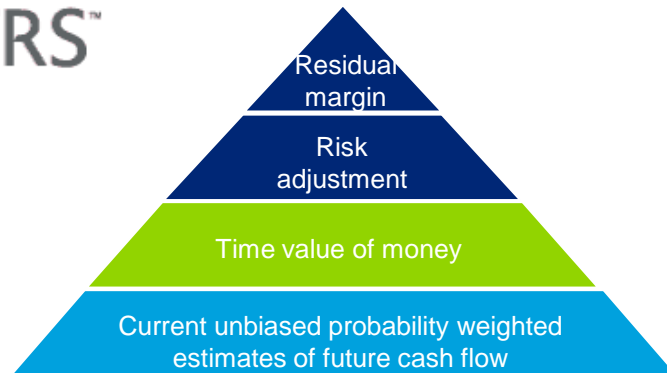 RS™
Residual
margin
Risk
adjustment
Time value of money
Current unbiased probability weighted
estimates of future cash flow